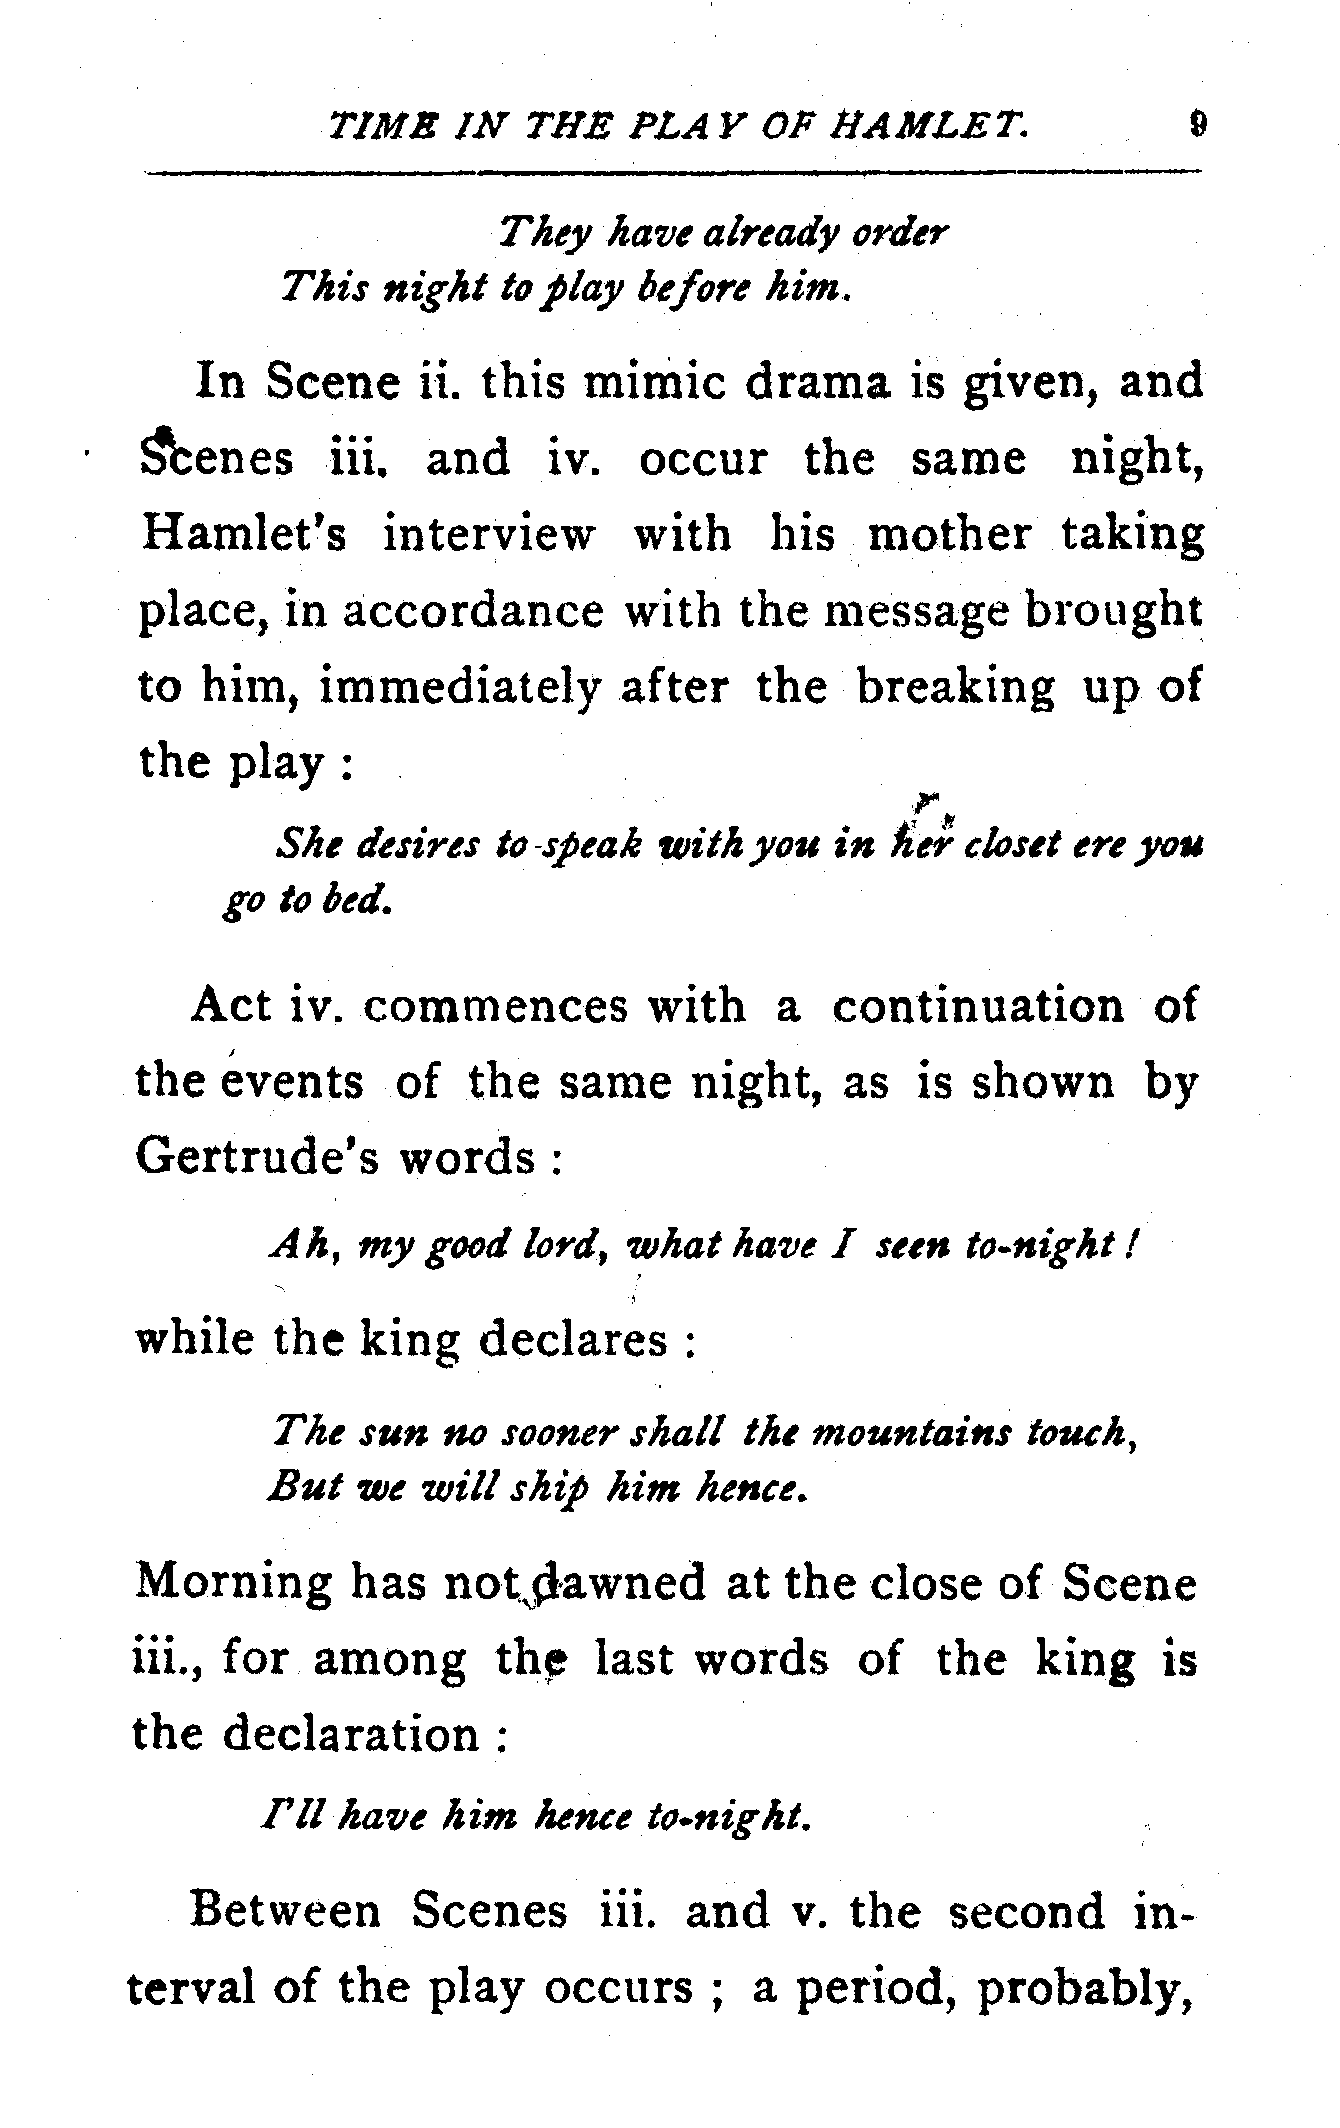 TIME IN THE PLAY OF HAMLET. 9
They have already order
This night to play before him.
In Scene ii. this mimic drama is given, and
Scenes iii. and iv. occur the same night,
Hamlet's interview with his mother taking
place, in accordance with the message brought
to him, immediately after the breaking up of
the play :
She desires to speak with you in her closet ere you
go to bed.
Act iv. commences with a continuation of
the events of the same night, as is shown by
Gertrude's words :
Ah, my good lord, what have I seen to-night !
while the king declares :
The sun no sooner shall the mountains touch,
But we will ship him hence.
Morning has not dawned at the close of Scene
iii., for among the last words of the king is
the declaration :
I'll have him hence to-night.
Between Scenes iii. and v. the second in-
terval of the play occurs ; a period, probably,